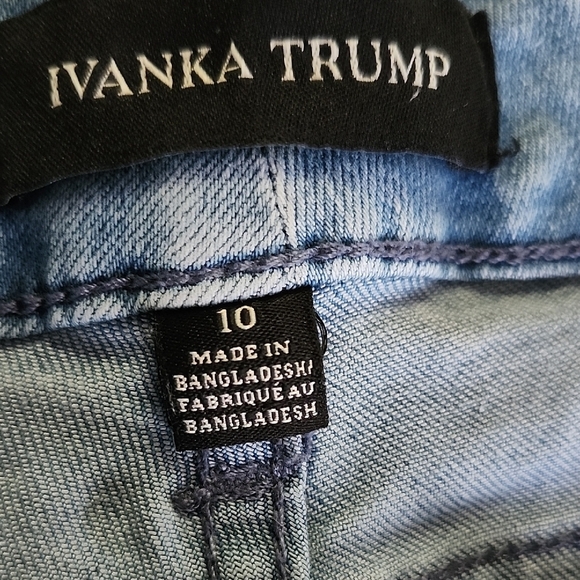 IVANKA TRUMP
10
MADE IN
BANGLADESH/
FABRIQUÉ AU
BANGLADESH